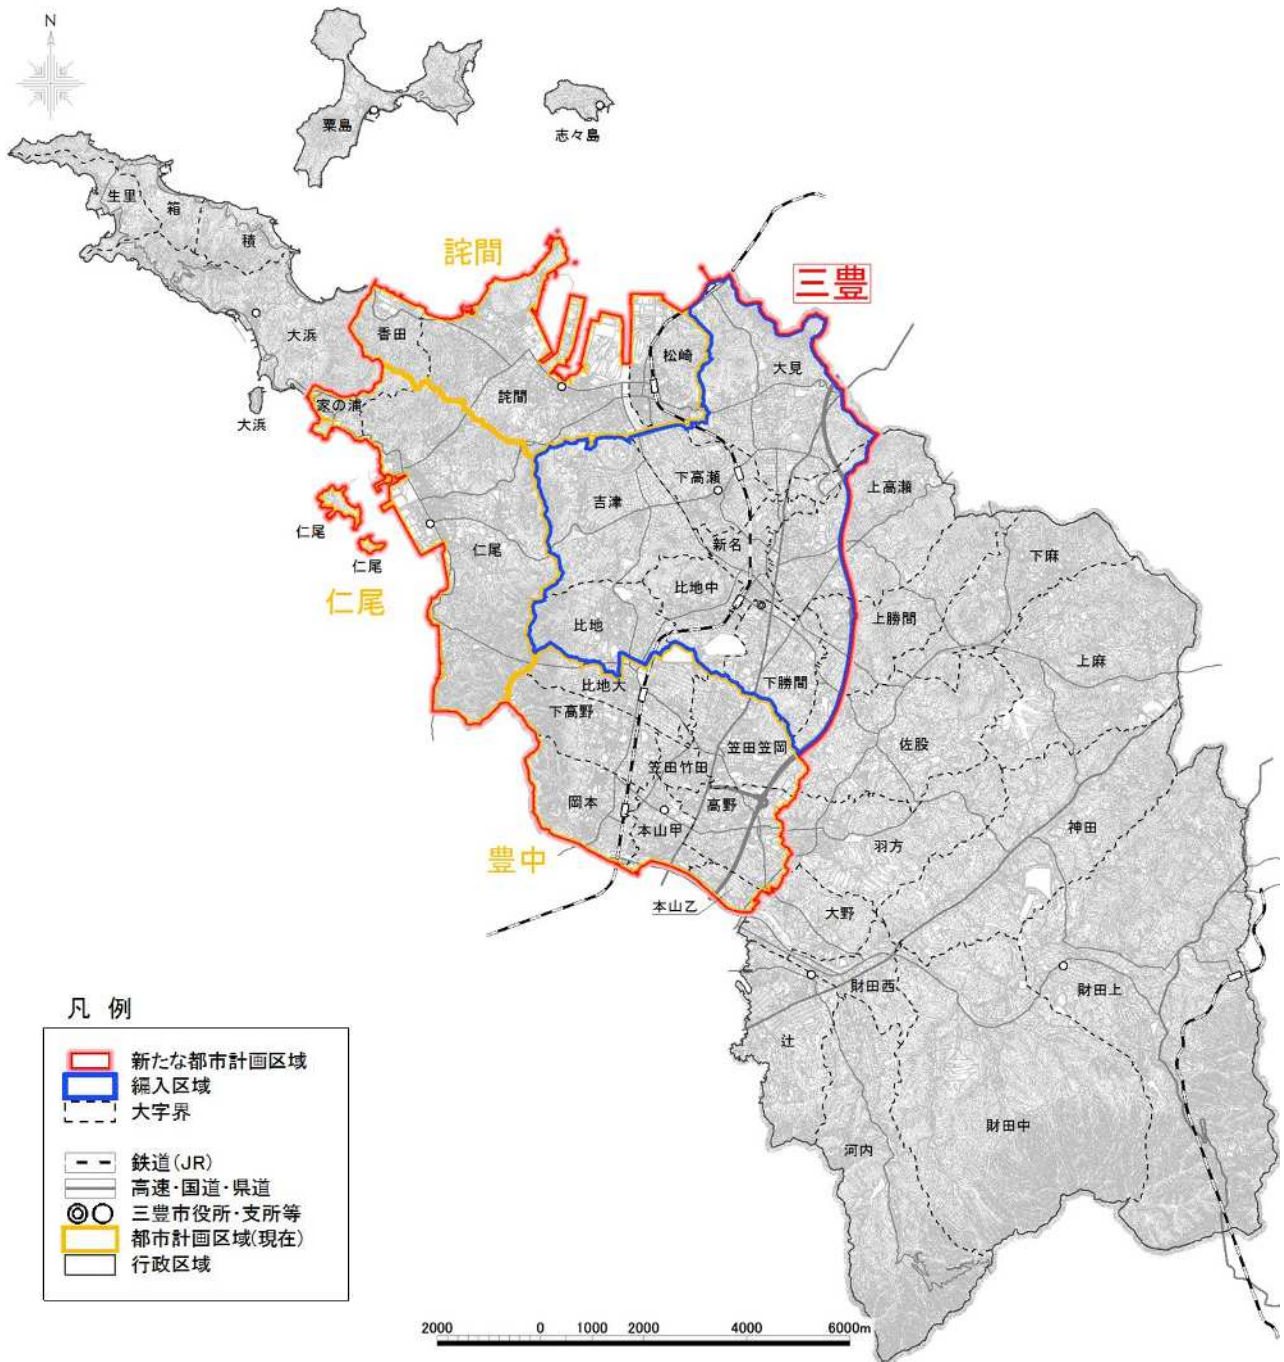 N
粟島
志々島
生里
箱
積
詫間
三豊
大浜
香田
松崎
大見
詫間
家の浦
大浜
下高瀬
上高瀬
吉津
仁尾
新名
下麻
仁尾
仁尾
比地中
仁尾
比地
上勝間
上麻
比地大
下勝間
下高野
笠田笠岡
佐股
笠田竹田
岡本
高野
神田
本山甲
羽方
豊中
本山乙
大野
財田西
財田上
辻
財田中
河内
凡 例
新たな都市計画区域
編入区域
大字界
鉄道(JR)
高速・国道・県道
三豊市役所・支所等
都市計画区域(現在)
行政区域
2000 0 1000 2000 4000 6000m